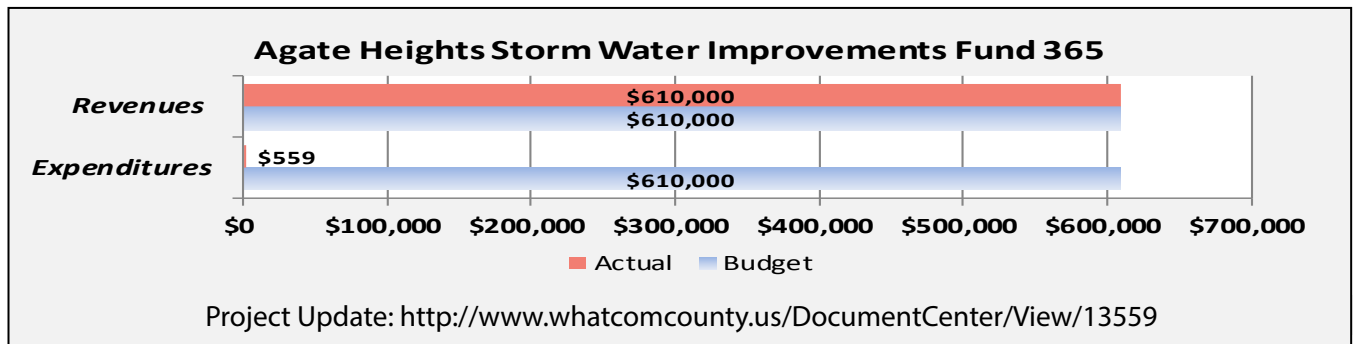 Agate Heights Storm Water Improvements Fund 365
Revenues
$610,000
$610,000
Expenditures
$559
$610,000
$0 $100,000 $200,000 $300,000 $400,000 $500,000 $600,000 $700,000
Actual Budget
Project Update: http://www.whatcomcounty.us/DocumentCenter/View/13559